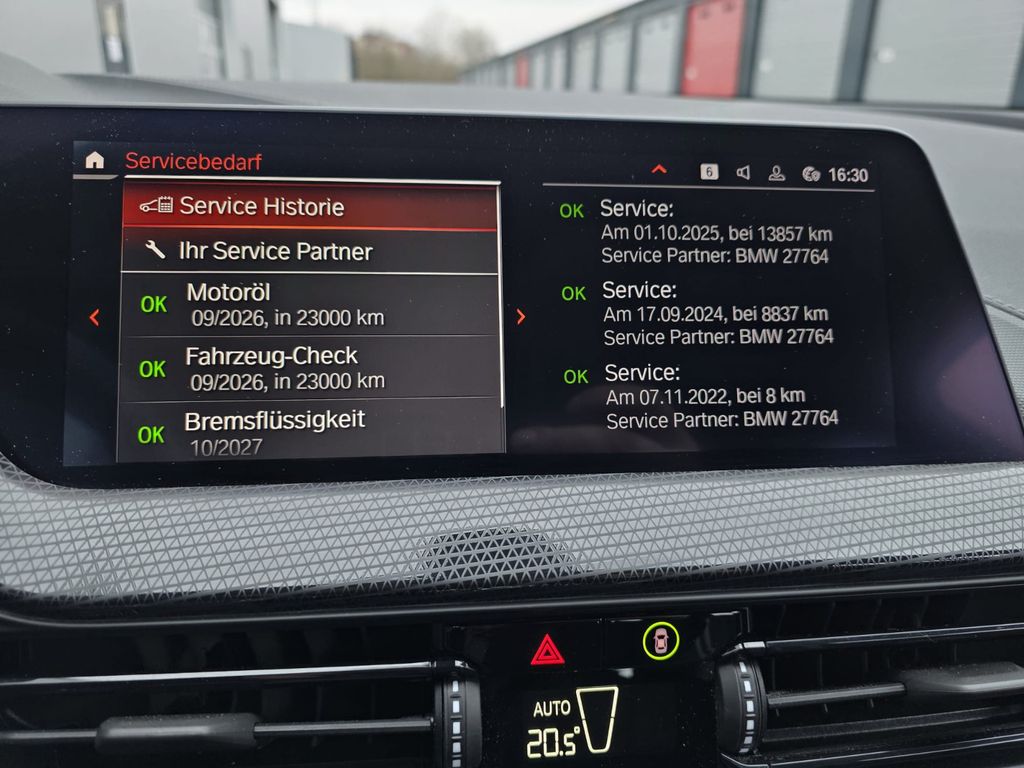 Servicebedarf
6
16:30
Service Historie
Ihr Service Partner
OK
Motoröl
09/2026, in 23000 km
OK
Fahrzeug-Check
09/2026, in 23000 km
OK
Bremsflüssigkeit
10/2027
OK
Service:
Am 01.10.2025, bei 13857 km
Service Partner: BMW 27764
OK
Service:
Am 17.09.2024, bei 8837 km
Service Partner: BMW 27764
OK
Service:
Am 07.11.2022, bei 8 km
Service Partner: BMW 27764
AUTO
20.5°